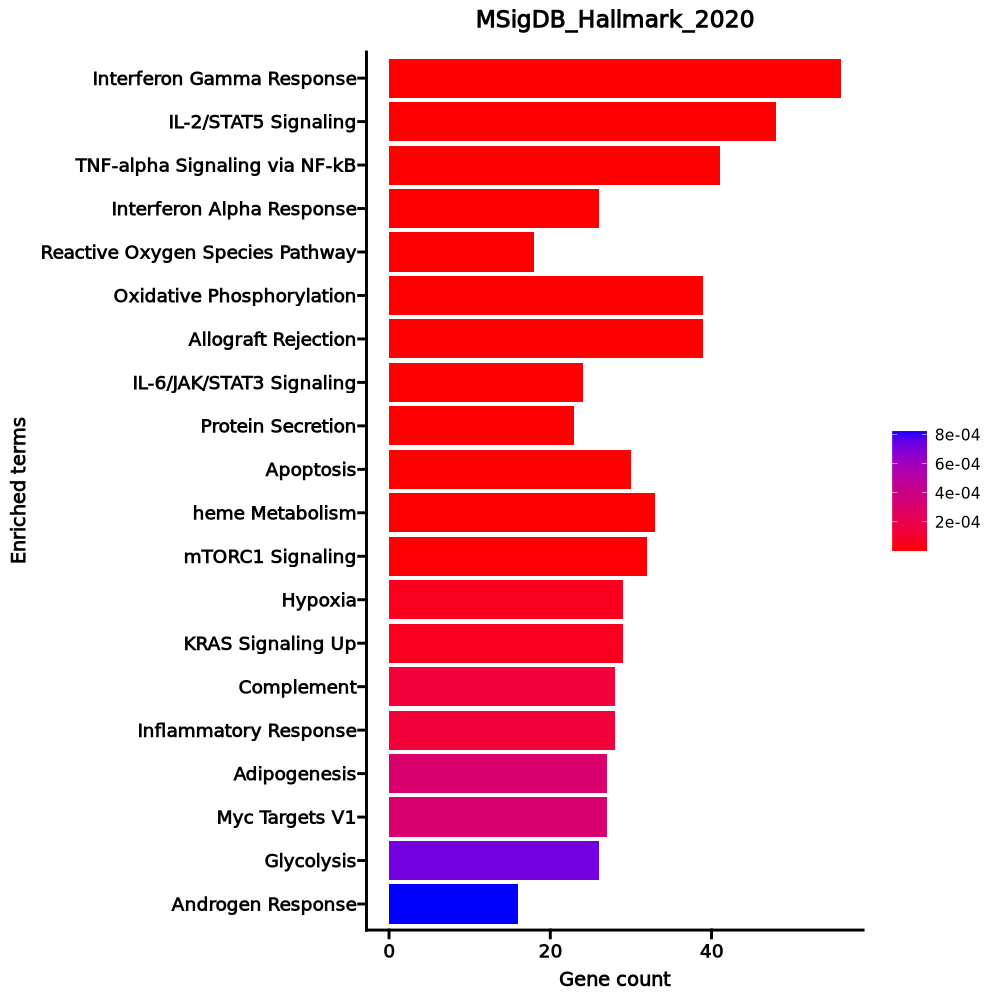 MSigDB_Hallmark_2020
Interferon Gamma Response
IL-2/STAT5 Signaling
TNF-alpha Signaling via NF-kB
Interferon Alpha Response
Reactive Oxygen Species Pathway
Oxidative Phosphorylation
Allograft Rejection
IL-6/JAK/STAT3 Signaling
Protein Secretion
Apoptosis
heme Metabolism
mTORC1 Signaling
Hypoxia
KRAS Signaling Up
Complement
Inflammatory Response
Adipogenesis
Myc Targets V1
Glycolysis
Androgen Response
Enriched terms
0 20 40
Gene count
8e-04
6e-04
4e-04
2e-04